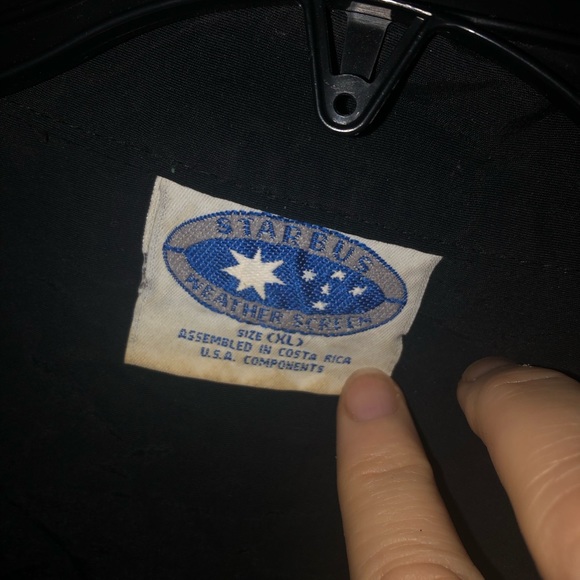 STARBUS
WEATHER SCREEN
SIZE (XL)
ASSEMBLED IN COSTA RICA
U.S.A. COMPONENTS